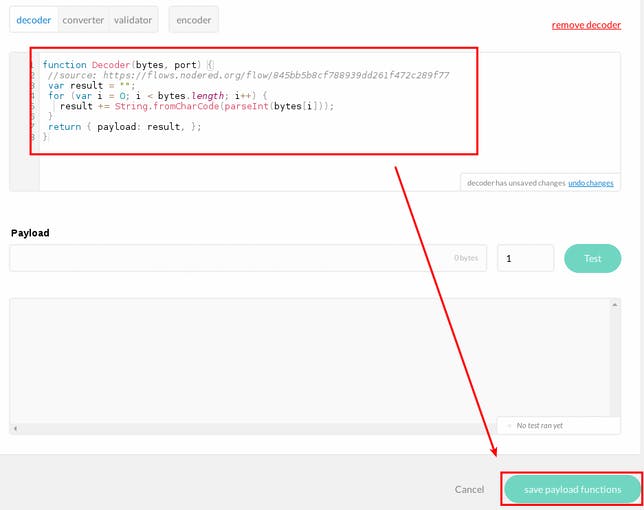 decoder converter validator encoder
remove decoder
1 function Decoder(bytes, port) {
2 //source: https://flows.nodered.org/flow/845bb5b8cf788939dd261f472c289f77
3 var result = "";
4 for (var i = 0; i < bytes.length; i++) {
5 result += String.fromCharCode(parseInt(bytes[i]));
6 }
7 return { payload: result, };
8 }
decoder has unsaved changes undo changes
Payload
0 bytes 1 Test
No test ran yet
Cancel save payload functions